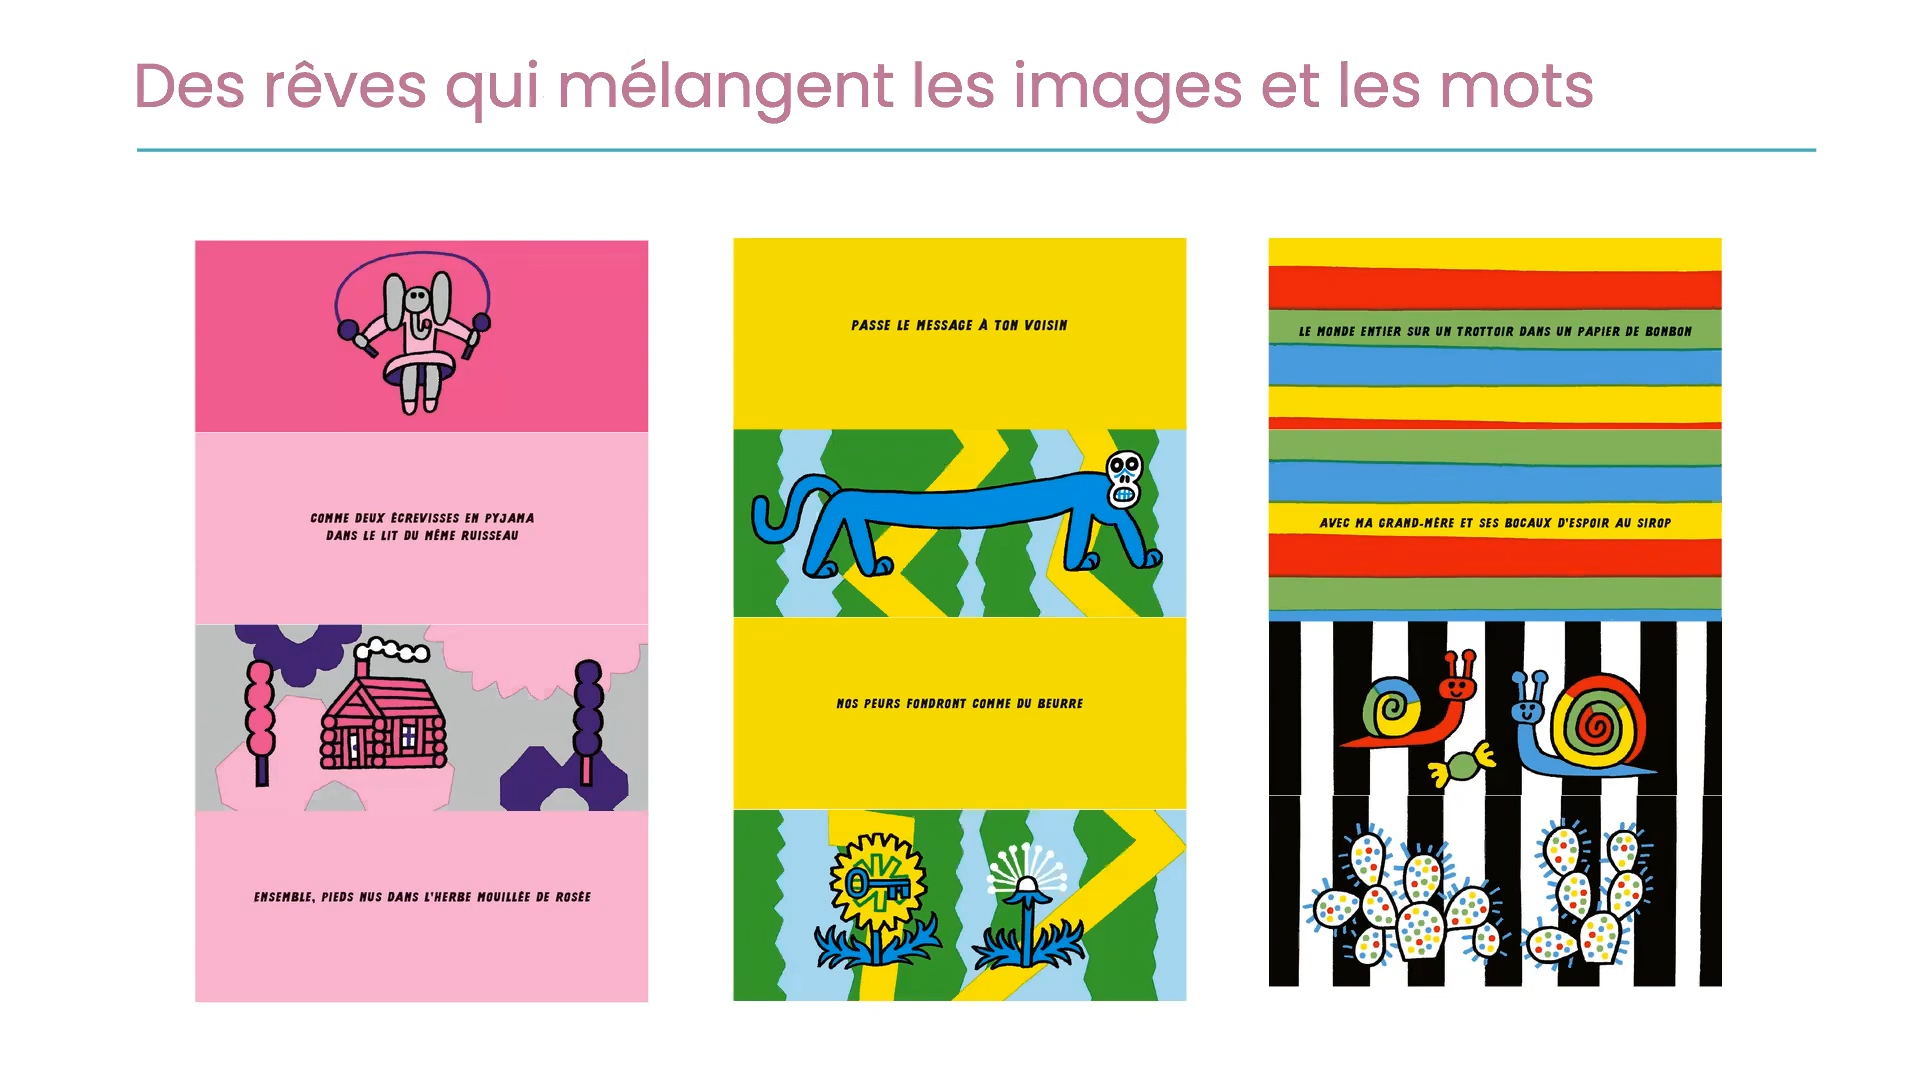 Des rêves qui mélangent les images et les mots
COMME DEUX ÉCREVISSES EN PYJAMA
DANS LE LIT DU MÊME RUISSEAU
ENSEMBLE, PIEDS NUS DANS L'HERBE MOUILLÉE DE ROSÉE
PASSE LE MESSAGE À TON VOISIN
NOS PEURS FONDRONT COMME DU BEURRE
LE MONDE ENTIER SUR UN TROTTOIR DANS UN PAPIER DE BONBON
AVEC MA GRAND-MÈRE ET SES BOCAUX D'ESPOIR AU SIROP